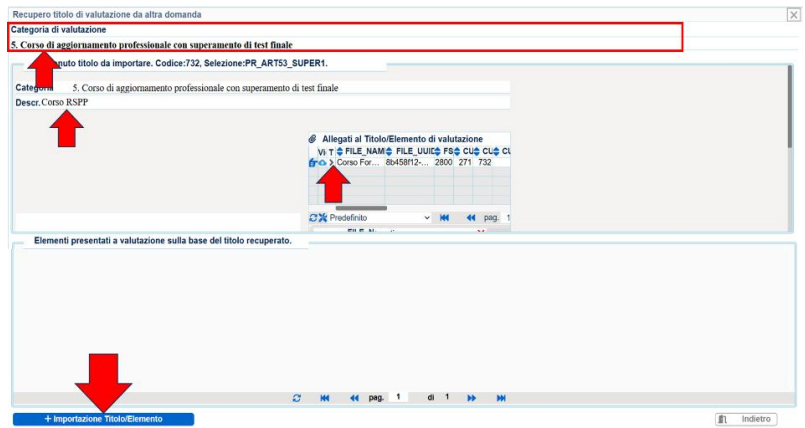 Recupero titolo di valutazione da altra domanda
Categoria di valutazione
5. Corso di aggiornamento professionale con superamento di test finale
nuto titolo da importare. Codice:732, Selezione:PR_ART53_SUPER1.
5. Corso di aggiornamento professionale con superamento di test finale
Descr. Corso RSPP
Allegati al Titolo/Elemento di valutazione
Vi T FILE_NAM FILE_UUID FS CU CU CU
Corso For... 8b458f12-... 2800 271 732
Predefinito pag. 1
Elementi presentati a valutazione sulla base del titolo recuperato.
pag. 1 di 1
+ Importazione Titolo/Elemento
Indietro